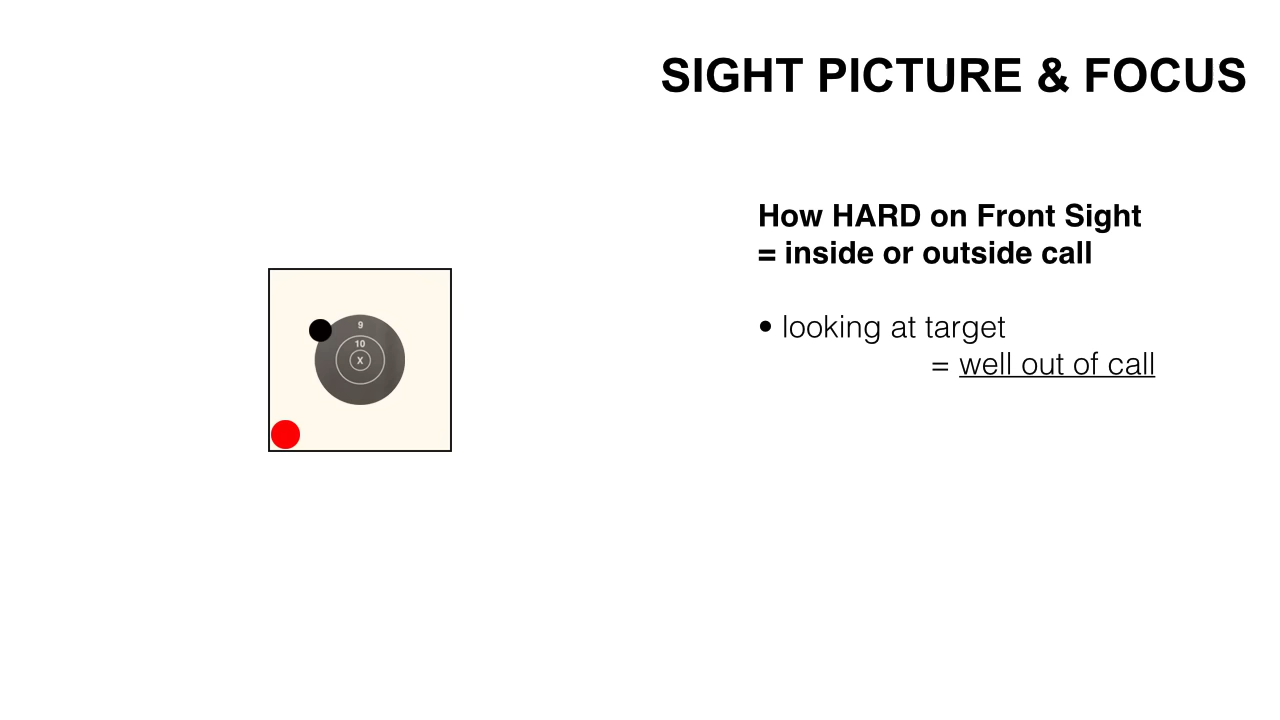 SIGHT PICTURE & FOCUS
How HARD on Front Sight
= inside or outside call
• looking at target
= well out of call
9
10
X